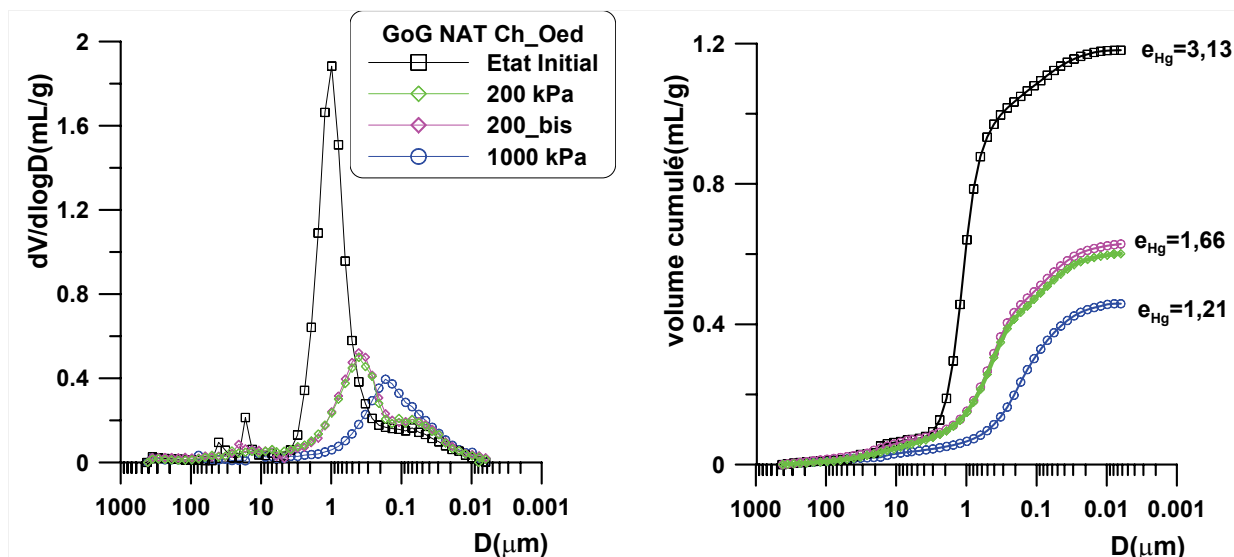 GoG NAT Ch_Oed
Etat Initial
200 kPa
200_bis
1000 kPa
dV/dlogD(mL/g)
2
1.6
1.2
0.8
0.4
0
1000 100 10 1 0.1 0.01 0.001
D(μm)
volume cumulé(mL/g)
1.2
0.8
0.4
0
eHg=3,13
eHg=1,66
eHg=1,21
1000 100 10 1 0.1 0.01 0.001
D(μm)